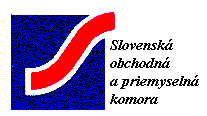 Slovenská
obchodná
a priemyselná
komora